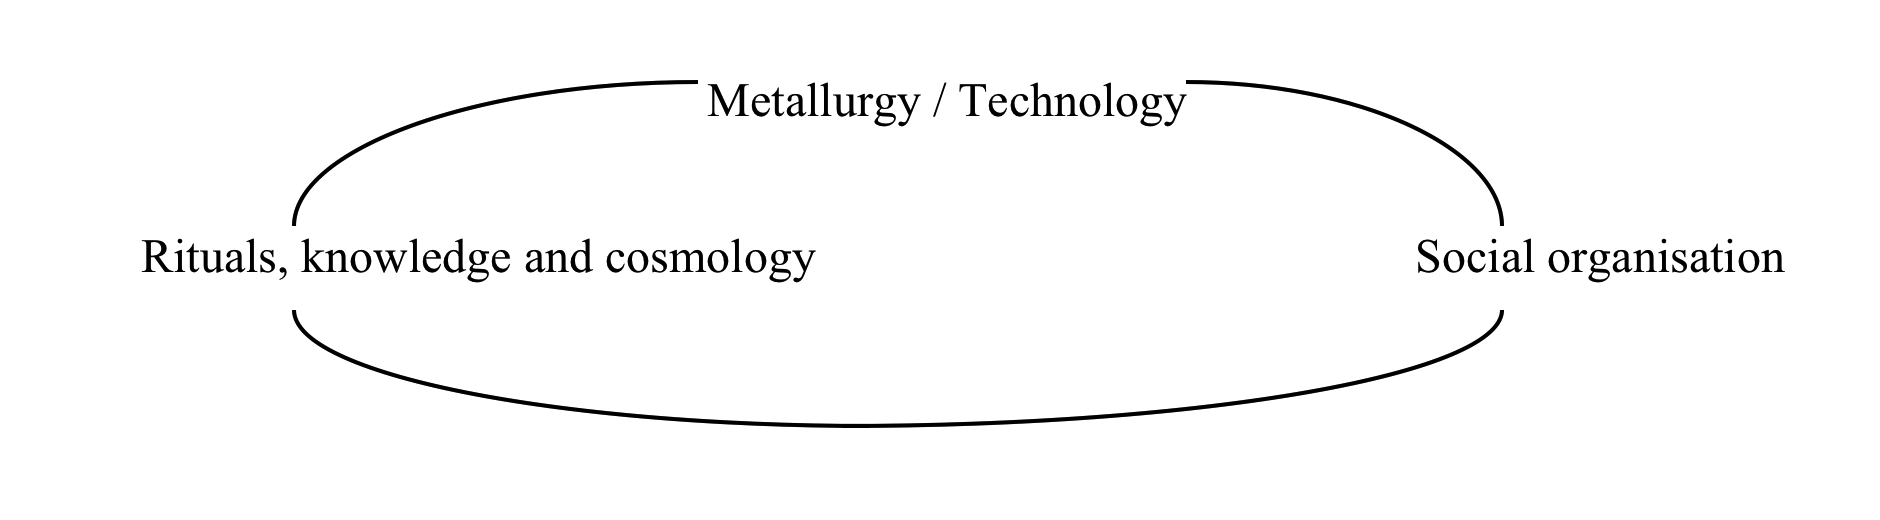 Metallurgy / Technology
Rituals, knowledge and cosmology
Social organisation